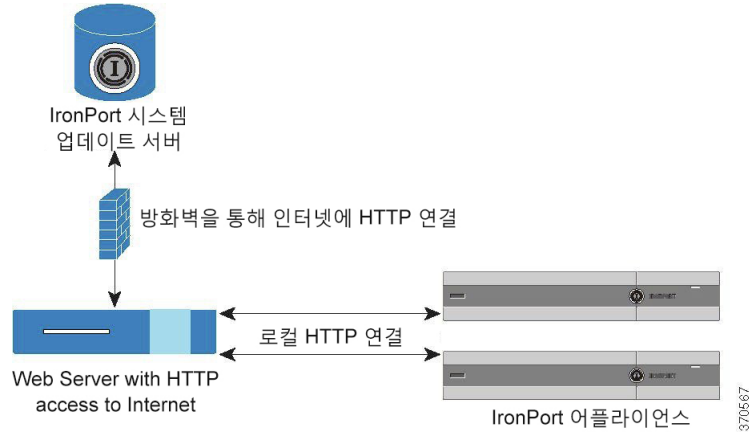 IronPort 시스템
업데이트 서버
방화벽을 통해 인터넷에 HTTP 연결
로컬 HTTP 연결
Web Server with HTTP
access to Internet
IronPort 어플라이언스
370567